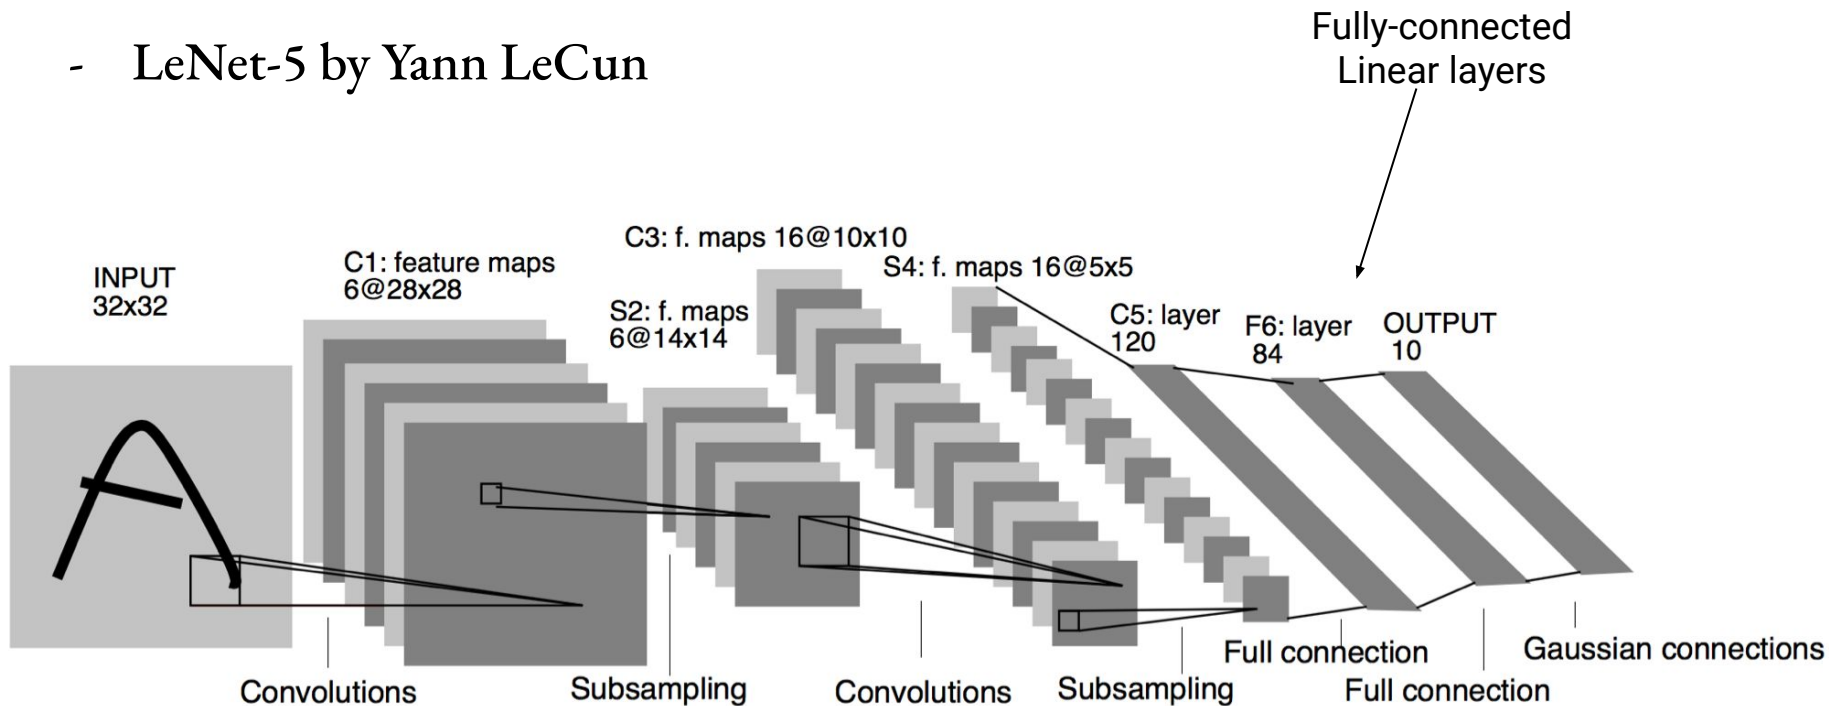 - LeNet-5 by Yann LeCun
Fully-connected
Linear layers
INPUT
32x32
C1: feature maps
6@28x28
S2: f. maps
6@14x14
C3: f. maps 16@10x10
S4: f. maps 16@5x5
C5: layer
120
F6: layer
84
OUTPUT
10
Convolutions
Subsampling
Convolutions
Subsampling
Full connection
Full connection
Gaussian connections